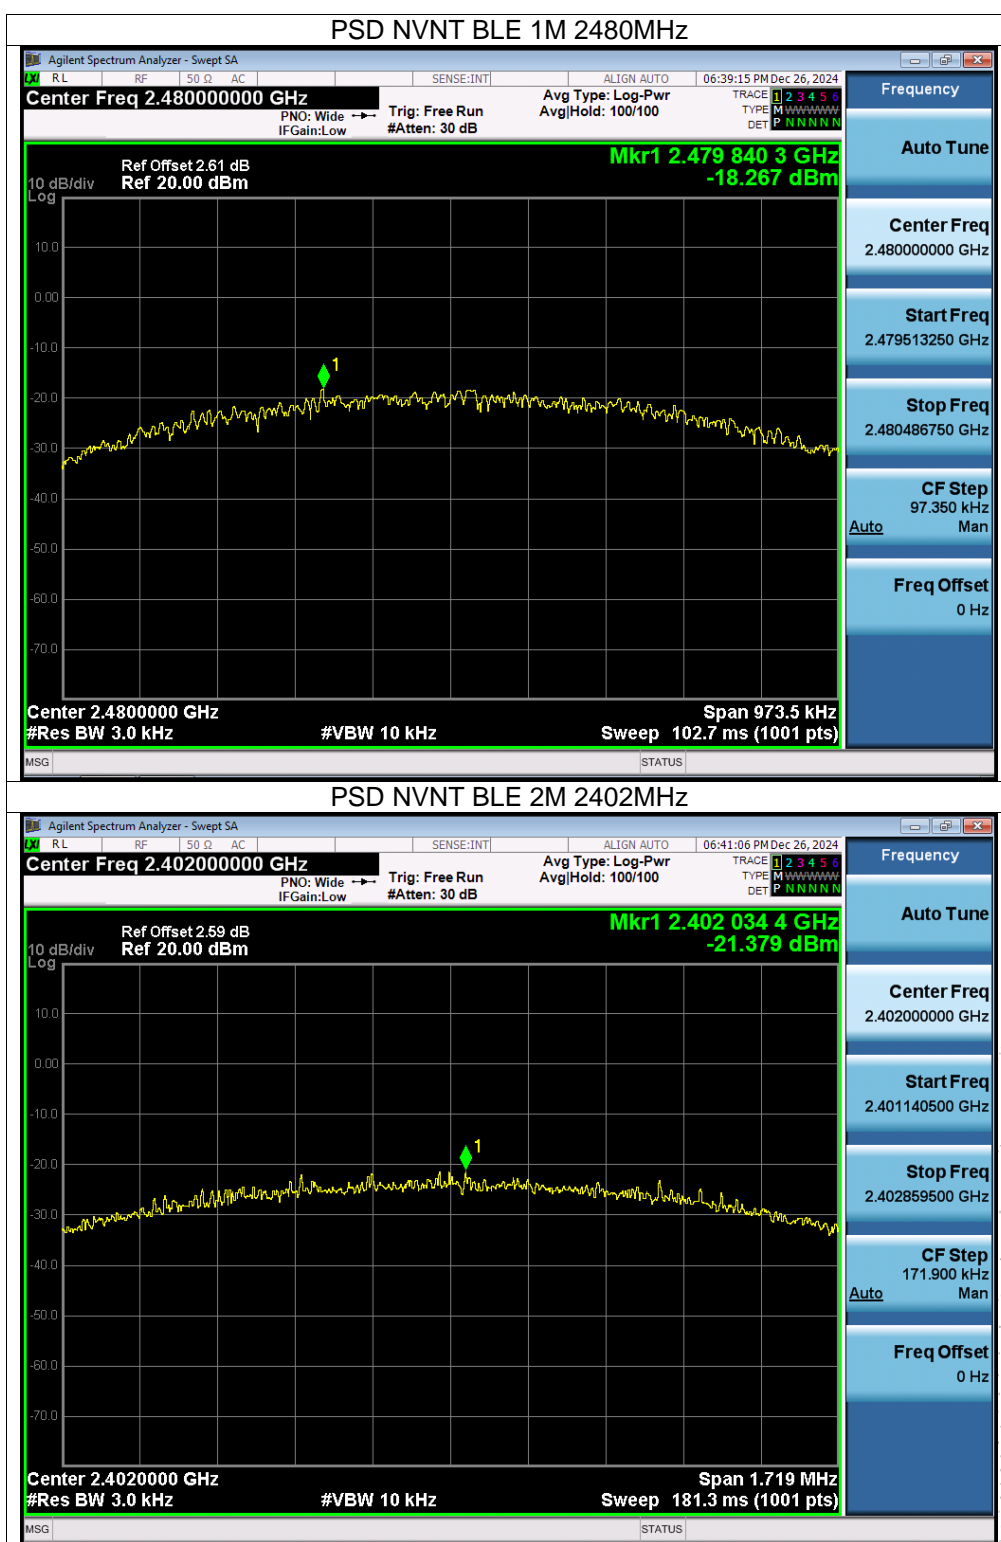 PSD NVNT BLE 1M 2480MHz
Agilent Spectrum Analyzer - Swept SA
LXI RL RF 50 Ω AC SENSE:INT ALIGN AUTO 06:39:15 PM Dec 26, 2024
Center Freq 2.480000000 GHz
PNO: Wide
IFGain:Low
Trig: Free Run
#Atten: 30 dB
Avg Type: Log-Pwr
Avg|Hold: 100/100
TRACE 1 2 3 4 5 6
TYPE M WWWWW
DET P N N N N N
Ref Offset 2.61 dB
Ref 20.00 dBm
10 dB/div
Log
Mkr1 2.479 840 3 GHz
-18.267 dBm
10.0
0.00
-10.0
1
-20.0
-30.0
-40.0
-50.0
-60.0
-70.0
Center 2.4800000 GHz
Span 973.5 kHz
#Res BW 3.0 kHz
#VBW 10 kHz
Sweep 102.7 ms (1001 pts)
MSG
STATUS
Frequency
Auto Tune
Center Freq
2.480000000 GHz
Start Freq
2.479513250 GHz
Stop Freq
2.480486750 GHz
CF Step
97.350 kHz
Auto Man
Freq Offset
0 Hz
PSD NVNT BLE 2M 2402MHz
Agilent Spectrum Analyzer - Swept SA
LXI RL RF 50 Ω AC SENSE:INT ALIGN AUTO 06:41:06 PM Dec 26, 2024
Center Freq 2.402000000 GHz
PNO: Wide
IFGain:Low
Trig: Free Run
#Atten: 30 dB
Avg Type: Log-Pwr
Avg|Hold: 100/100
TRACE 1 2 3 4 5 6
TYPE M WWWWW
DET P N N N N N
Ref Offset 2.59 dB
Ref 20.00 dBm
10 dB/div
Log
Mkr1 2.402 034 4 GHz
-21.379 dBm
10.0
0.00
-10.0
1
-20.0
-30.0
-40.0
-50.0
-60.0
-70.0
Center 2.4020000 GHz
Span 1.719 MHz
#Res BW 3.0 kHz
#VBW 10 kHz
Sweep 181.3 ms (1001 pts)
MSG
STATUS
Frequency
Auto Tune
Center Freq
2.402000000 GHz
Start Freq
2.401140500 GHz
Stop Freq
2.402859500 GHz
CF Step
171.900 kHz
Auto Man
Freq Offset
0 Hz